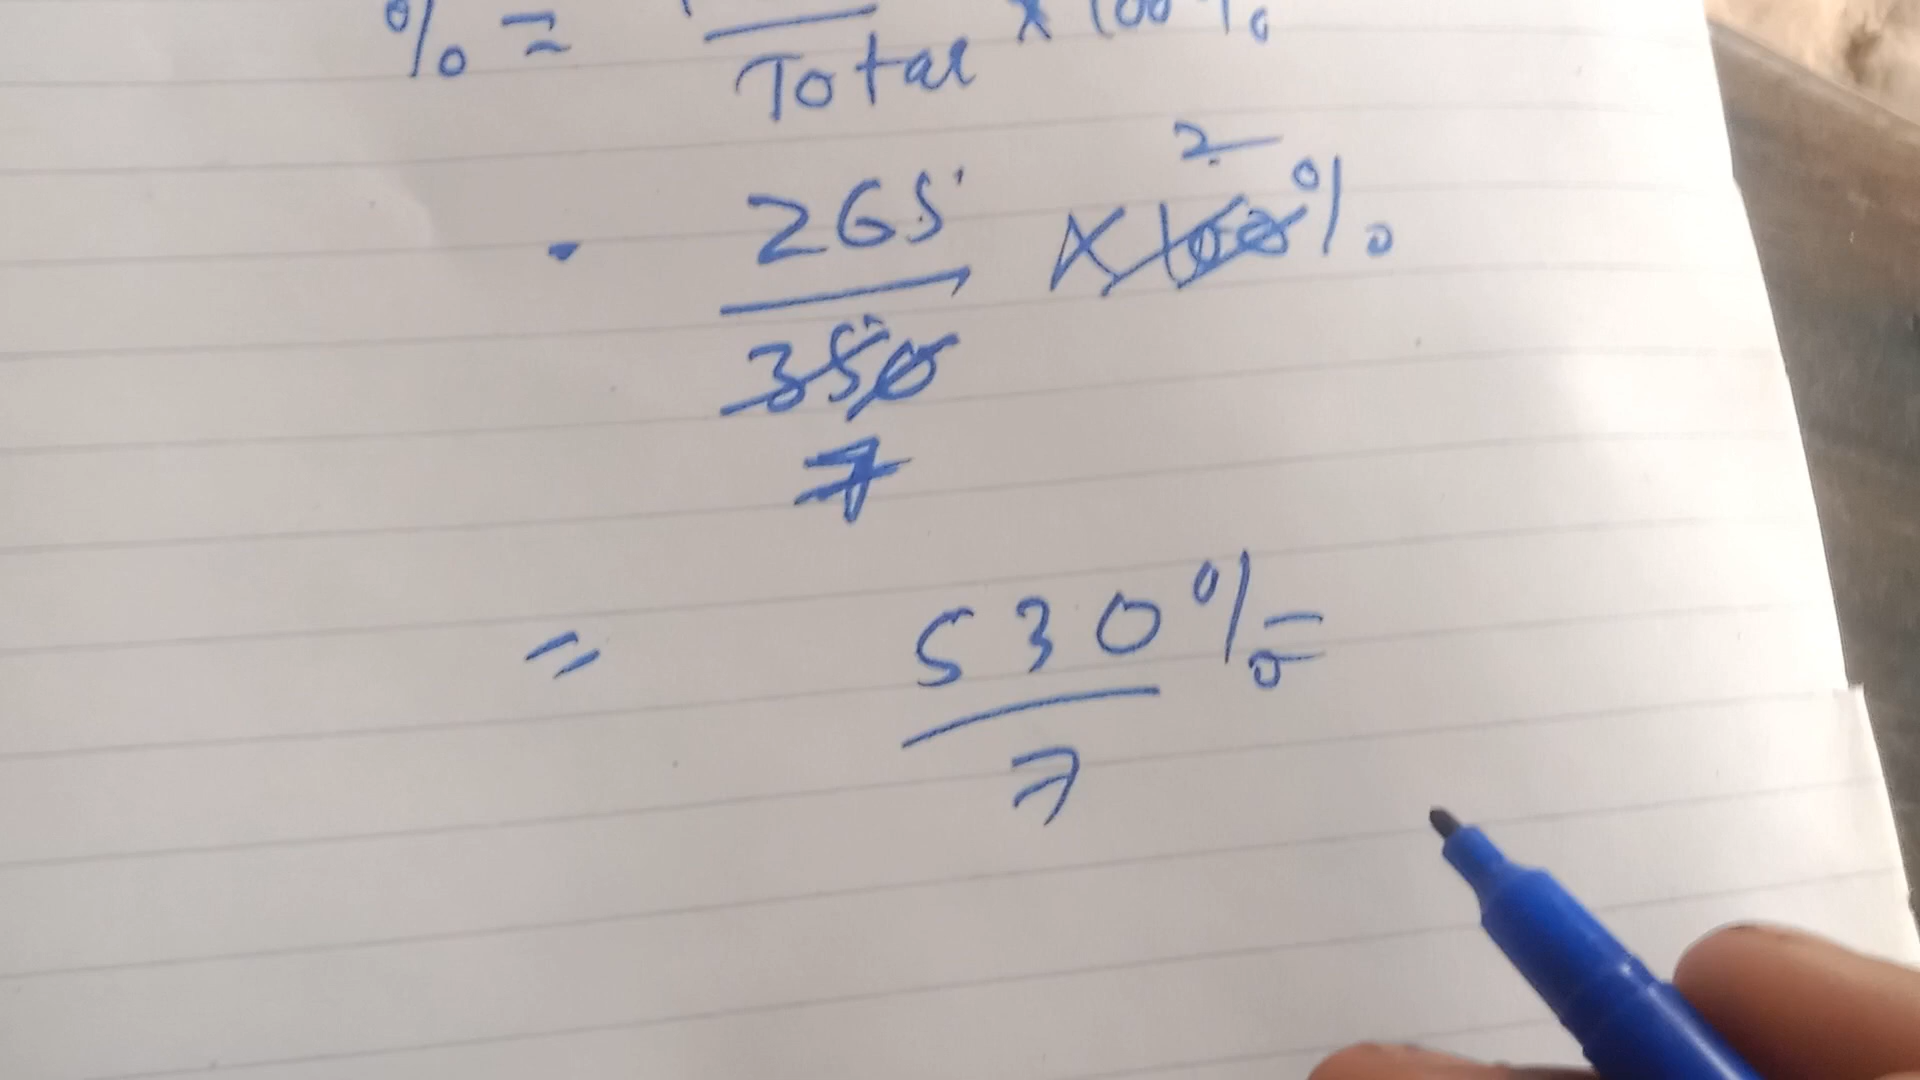 % = Total × 100%
2
265 × 100%
350
7
= 530% =
7